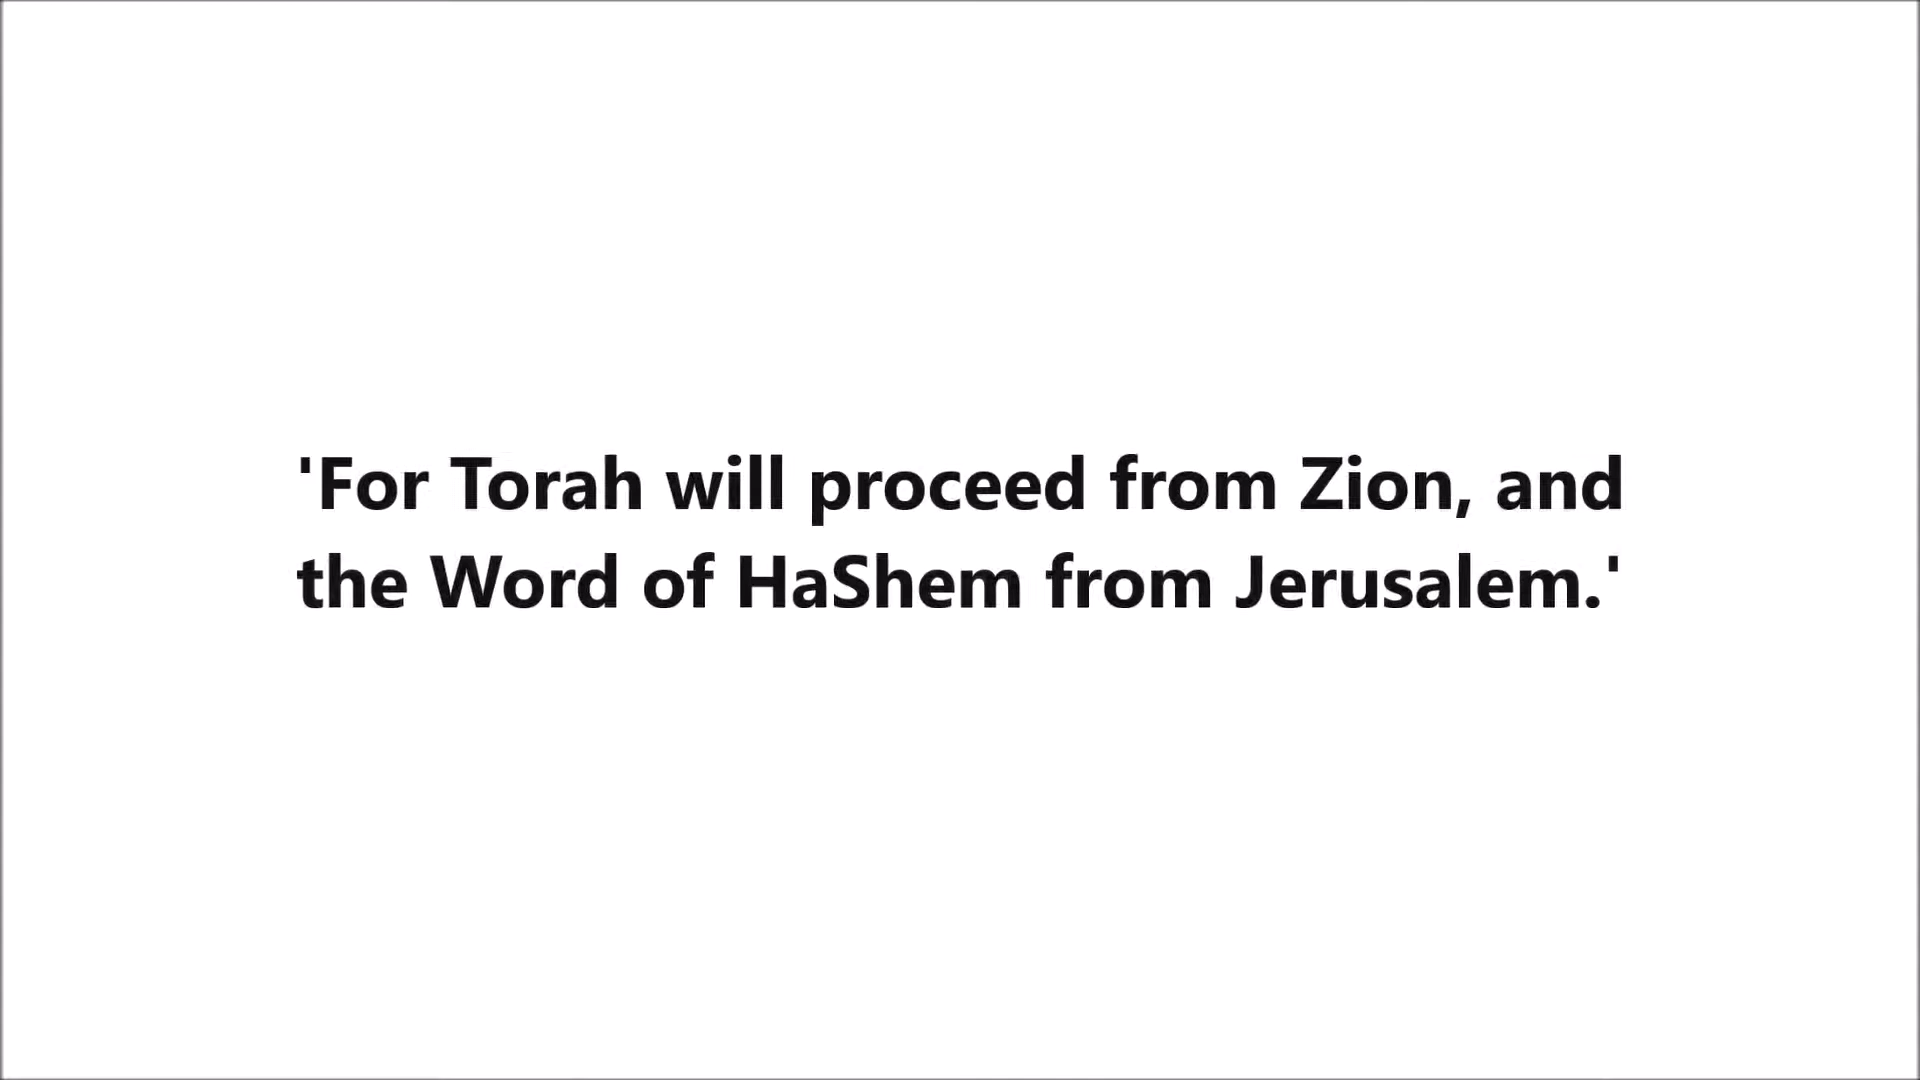 'For Torah will proceed from Zion, and
the Word of HaShem from Jerusalem.'